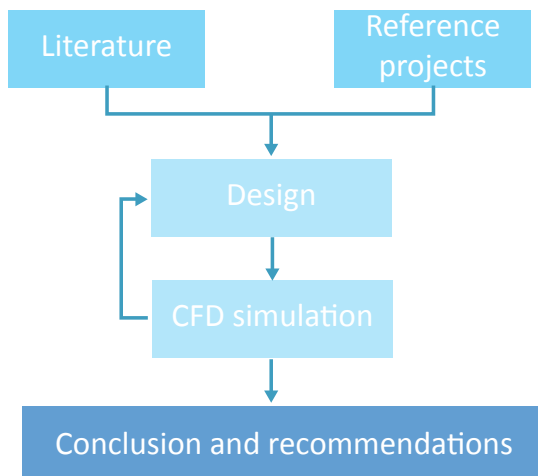 Literature
Reference
projects
Design
CFD simulation
Conclusion and recommendations